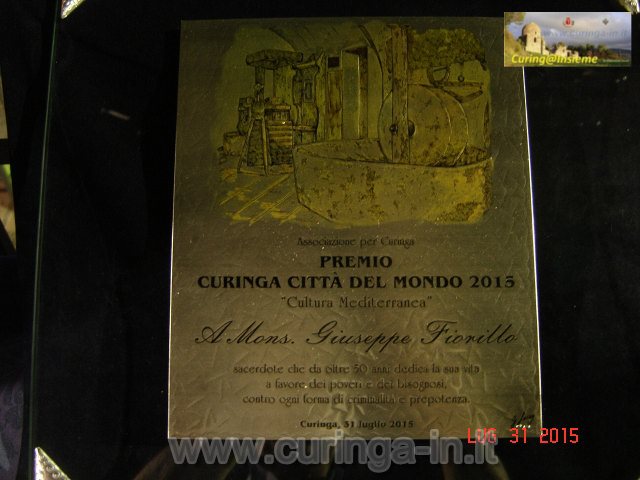 www.curinga-in.it
Curing@Insieme
Associazione per Curinga
PREMIO
CURINGA CITTÀ DEL MONDO 2015
"Cultura Mediterranea"
A Mons. Giuseppe Fiorillo
sacerdote che da oltre 50 anni dedica la sua vita
a favore dei poveri e dei bisognosi,
contro ogni forma di criminalità e prepotenza.
Curinga, 31 luglio 2015
LUG 31 2015
www.curinga-in.it